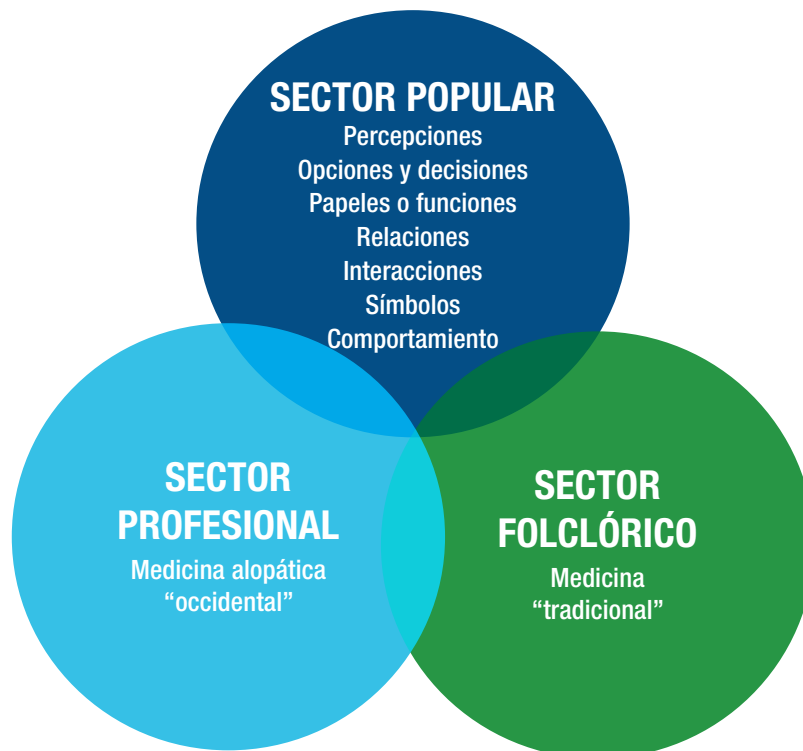 SECTOR POPULAR
Percepciones
Opciones y decisiones
Papeles o funciones
Relaciones
Interacciones
Símbolos
Comportamiento
SECTOR
PROFESIONAL
Medicina alopática
“occidental”
SECTOR
FOLCLÓRICO
Medicina
“tradicional”